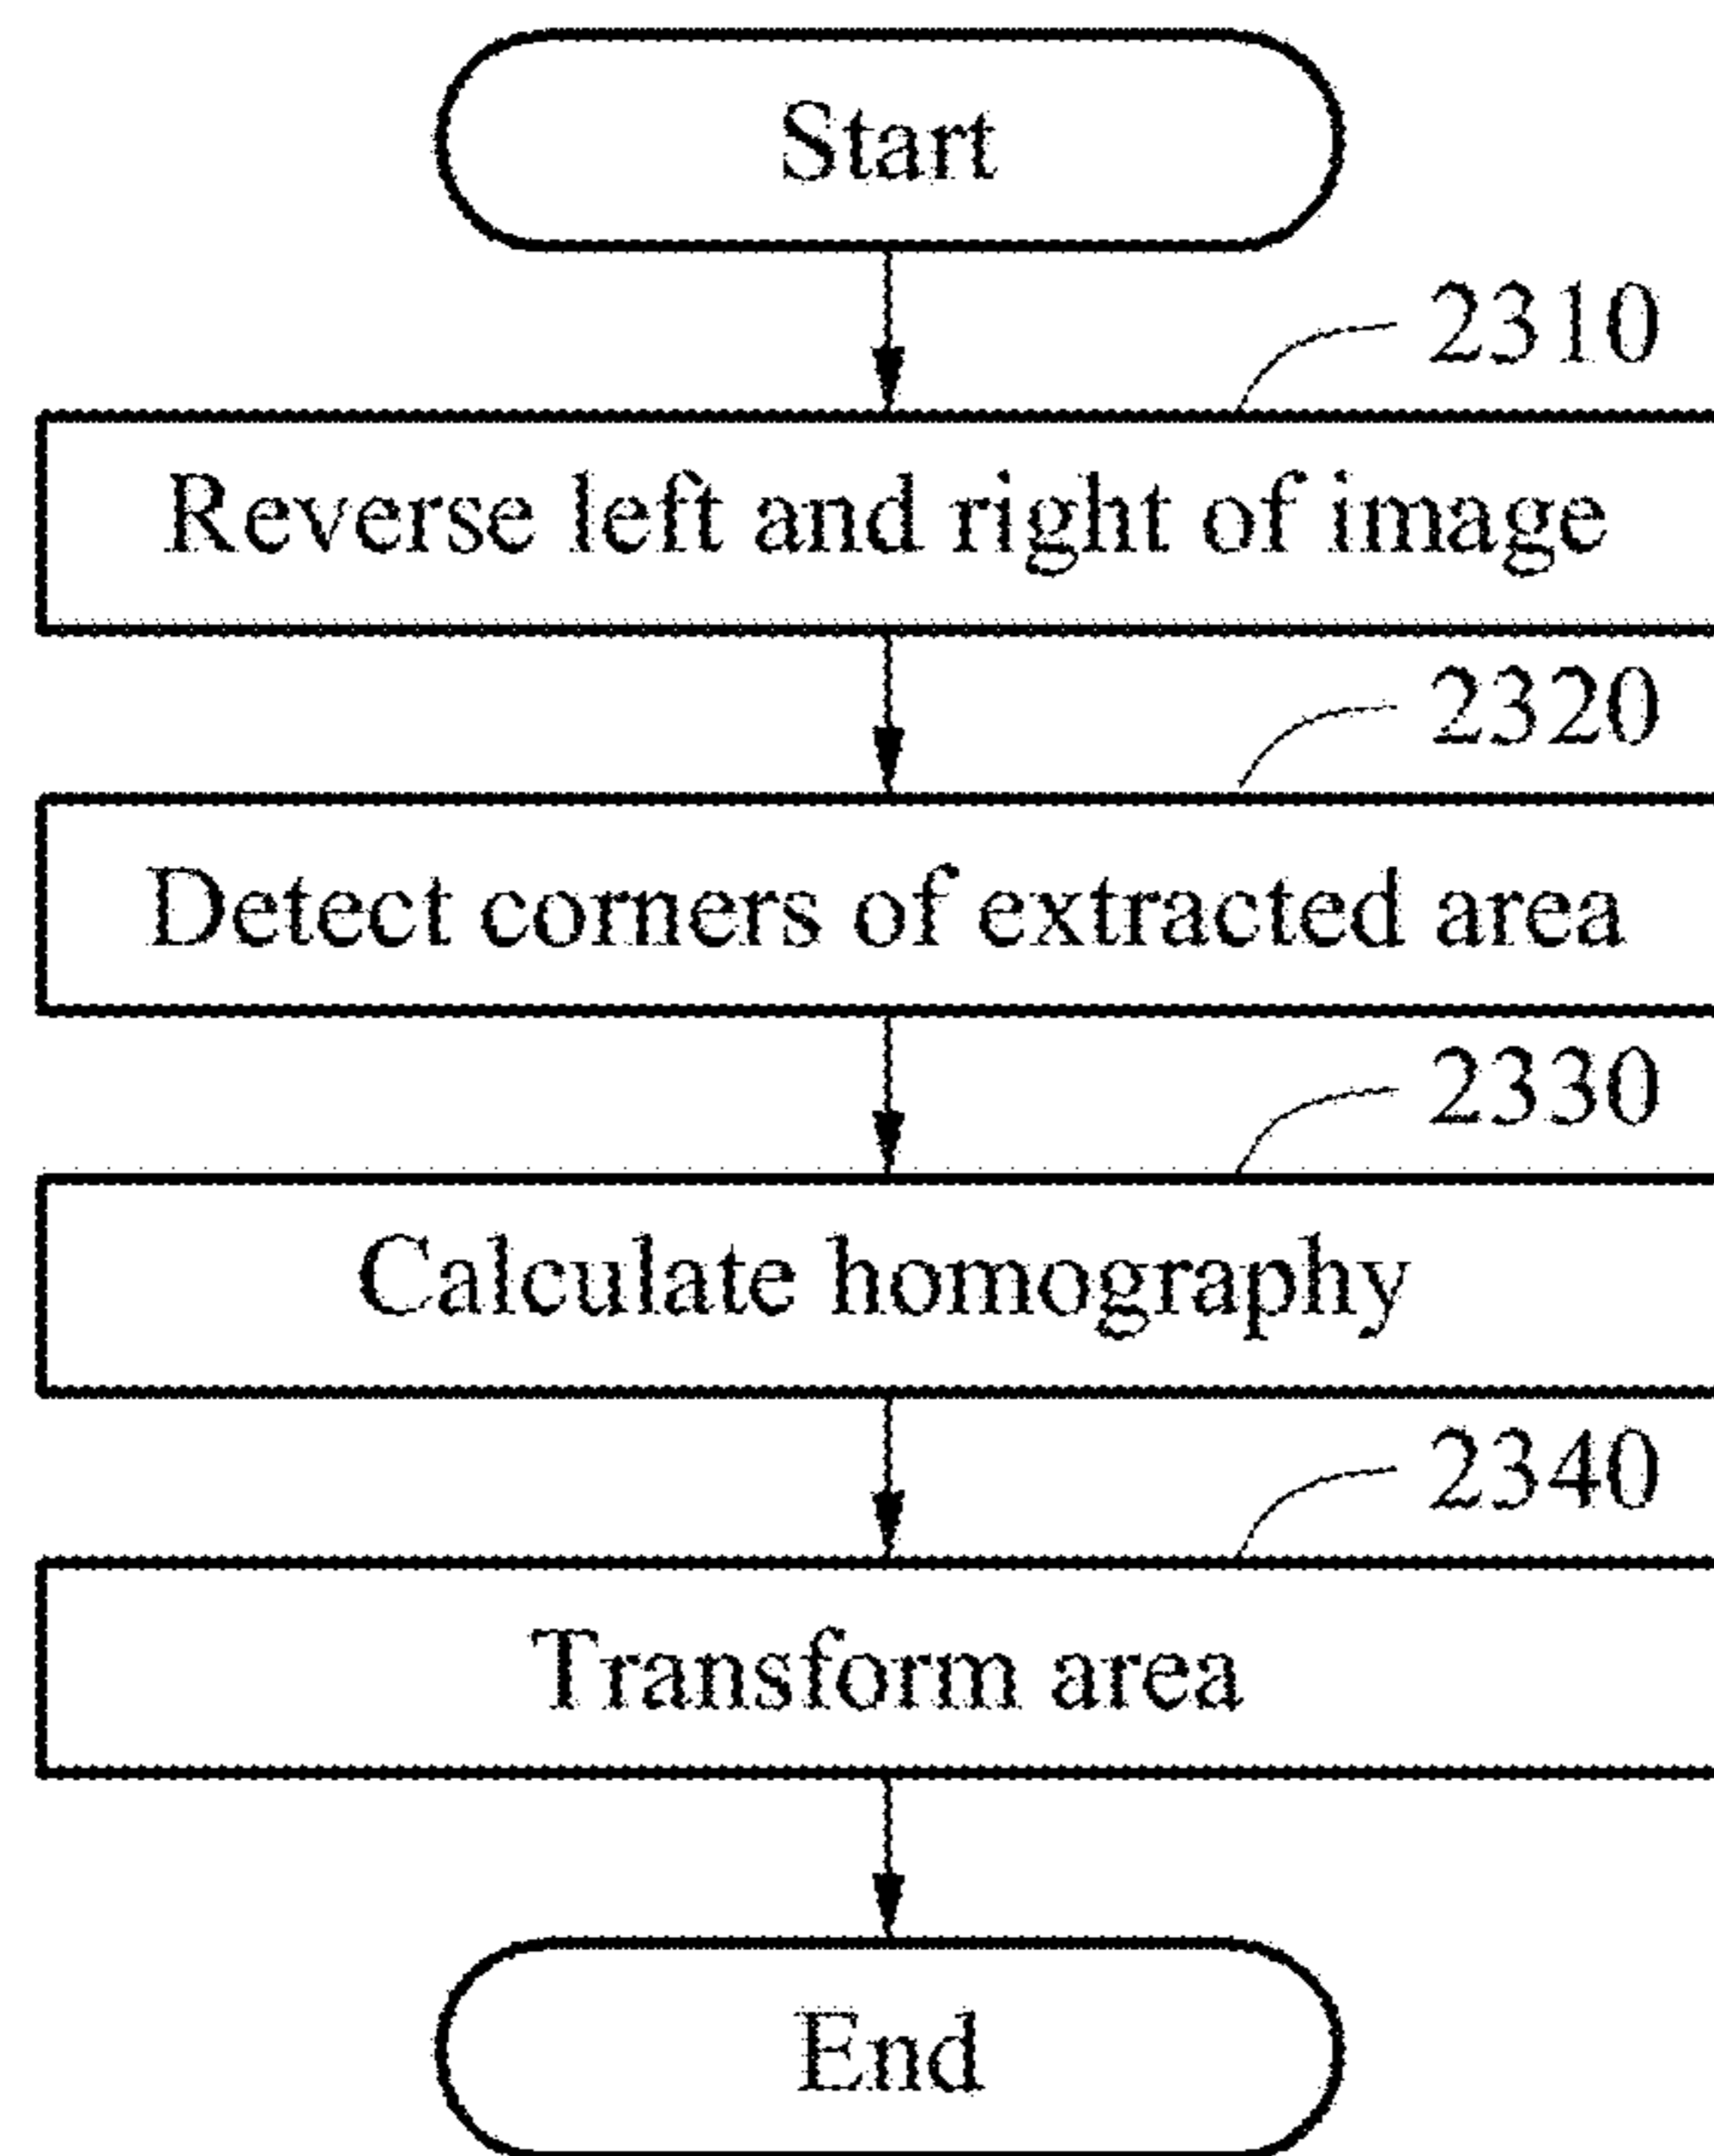 Start
2310
Reverse left and right of image
2320
Detect corners of extracted area
2330
Calculate homography
2340
Transform area
End